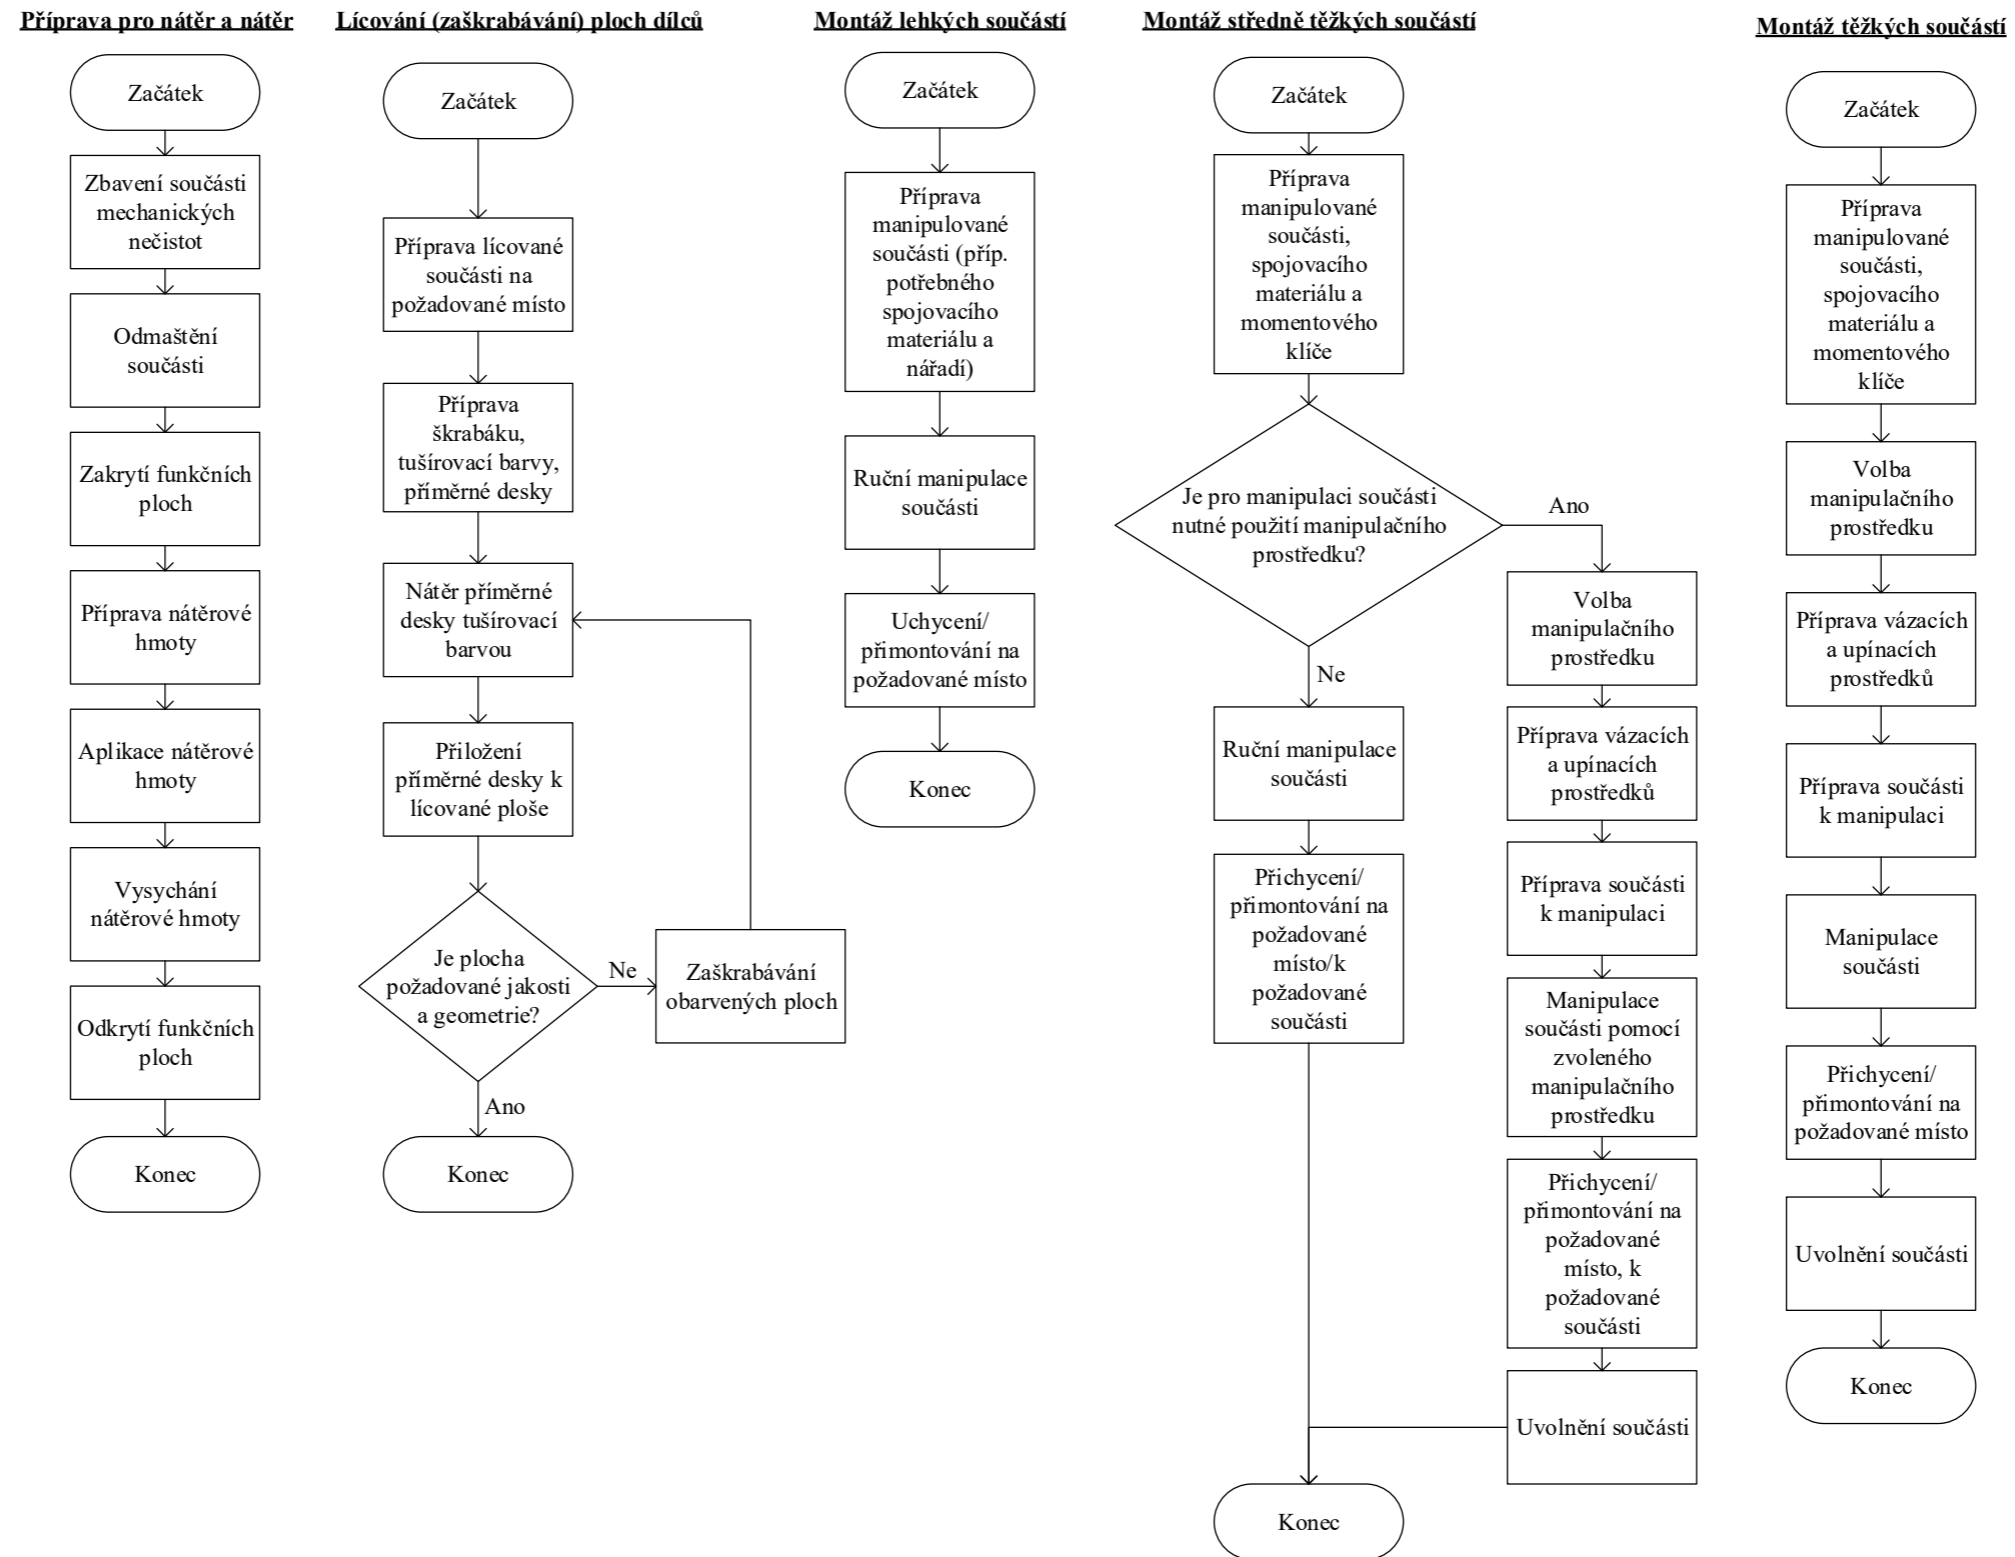 Příprava pro nátěr a nátěr
Začátek
Zbavení součásti
mechanických
nečistot
Odmaštění
součásti
Zakrytí funkčních
ploch
Příprava nátěrové
hmoty
Aplikace nátěrové
hmoty
Vysychání
nátěrové hmoty
Odkrytí funkčních
ploch
Konec
Lícování (zaškrabávání) ploch dílců
Začátek
Příprava lícované
součásti na
požadované místo
Příprava
škrabáku,
tušírovací barvy,
příměrné desky
Nátěr příměrné
desky tušírovací
barvou
Přiložení
příměrné desky k
lícované ploše
Je plocha
požadované jakosti
a geometrie?
Ne
Zaškrabávání
obarvených ploch
Ano
Konec
Montáž lehkých součástí
Začátek
Příprava
manipulované
součásti (příp.
potřebného
spojovacího
materiálu a
nářadí)
Ruční manipulace
součásti
Uchycení/
přimontování na
požadované místo
Konec
Montáž středně těžkých součástí
Začátek
Příprava
manipulované
součásti,
spojovacího
materiálu a
momentového
klíče
Je pro manipulaci součásti
nutné použití manipulačního
prostředku?
Ano
Ne
Ruční manipulace
součásti
Přichycení/
přimontování na
požadované
místo/k
požadované
součásti
Volba
manipulačního
prostředku
Příprava vázacích
a upínacích
prostředků
Příprava součásti
k manipulaci
Manipulace
součásti pomocí
zvoleného
manipulačního
prostředku
Přichycení/
přimontování na
požadované
místo, k
požadované
součásti
Uvolnění součásti
Konec
Montáž těžkých součástí
Začátek
Příprava
manipulované
součásti,
spojovacího
materiálu a
momentového
klíče
Volba
manipulačního
prostředku
Příprava vázacích
a upínacích
prostředků
Příprava součásti
k manipulaci
Manipulace
součásti
Přichycení/
přimontování na
požadované místo
Uvolnění součásti
Konec